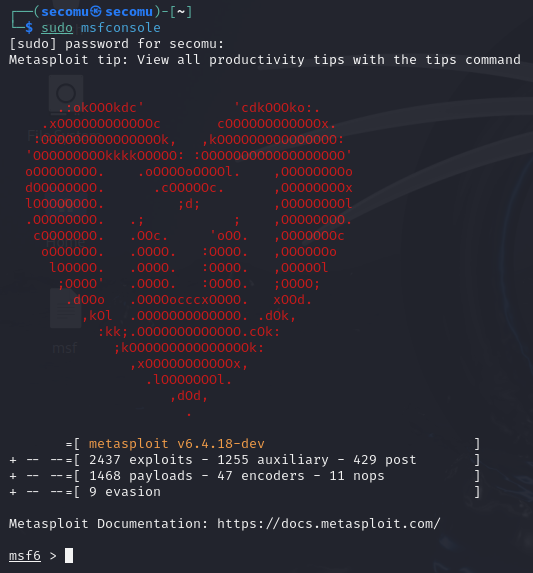 ┌──(secomu㉿secomu)-[~]
└─$ sudo msfconsole
[sudo] password for secomu:
Metasploit tip: View all productivity tips with the tips command
      .:okOOOkdc'           'cdkOOOko:.
    .xOOOOOOOOOOOOc       cOOOOOOOOOOOOx.
   :OOOOOOOOOOOOOOOk,   ,kOOOOOOOOOOOOOOO:
  'OOOOOOOOOkkkkOOOOO: :OOOOOOOOOOOOOOOOOO'
  oOOOOOOOO.    .oOOOOoOOOOl.    ,OOOOOOOOo
  dOOOOOOOO.      .cOOOOOc.      ,OOOOOOOOx
  lOOOOOOOO.         ;d;         ,OOOOOOOOl
  .OOOOOOOO.   .;           ;    ,OOOOOOOO.
   cOOOOOOO.   .OOc.     'oOO.   ,OOOOOOOc
    oOOOOOO.   .OOOO.   :OOOO.   ,OOOOOOo
     lOOOOO.   .OOOO.   :OOOO.   ,OOOOOl
      ;OOOO'   .OOOO.   :OOOO.   ;OOOO;
       .dOOo   .OOOOocccxOOOO.   xOOd.
         ,kOl  .OOOOOOOOOOOOO. .dOk,
           :kk;.OOOOOOOOOOOOO.cOk:
             ;kOOOOOOOOOOOOOOOk:
               ,xOOOOOOOOOOOx,
                 .lOOOOOOOl.
                    ,dOd,
                      .
       =[ metasploit v6.4.18-dev                          ]
+ -- --=[ 2437 exploits - 1255 auxiliary - 429 post       ]
+ -- --=[ 1468 payloads - 47 encoders - 11 nops           ]
+ -- --=[ 9 evasion                                       ]
Metasploit Documentation: https://docs.metasploit.com/
msf6 >
msf